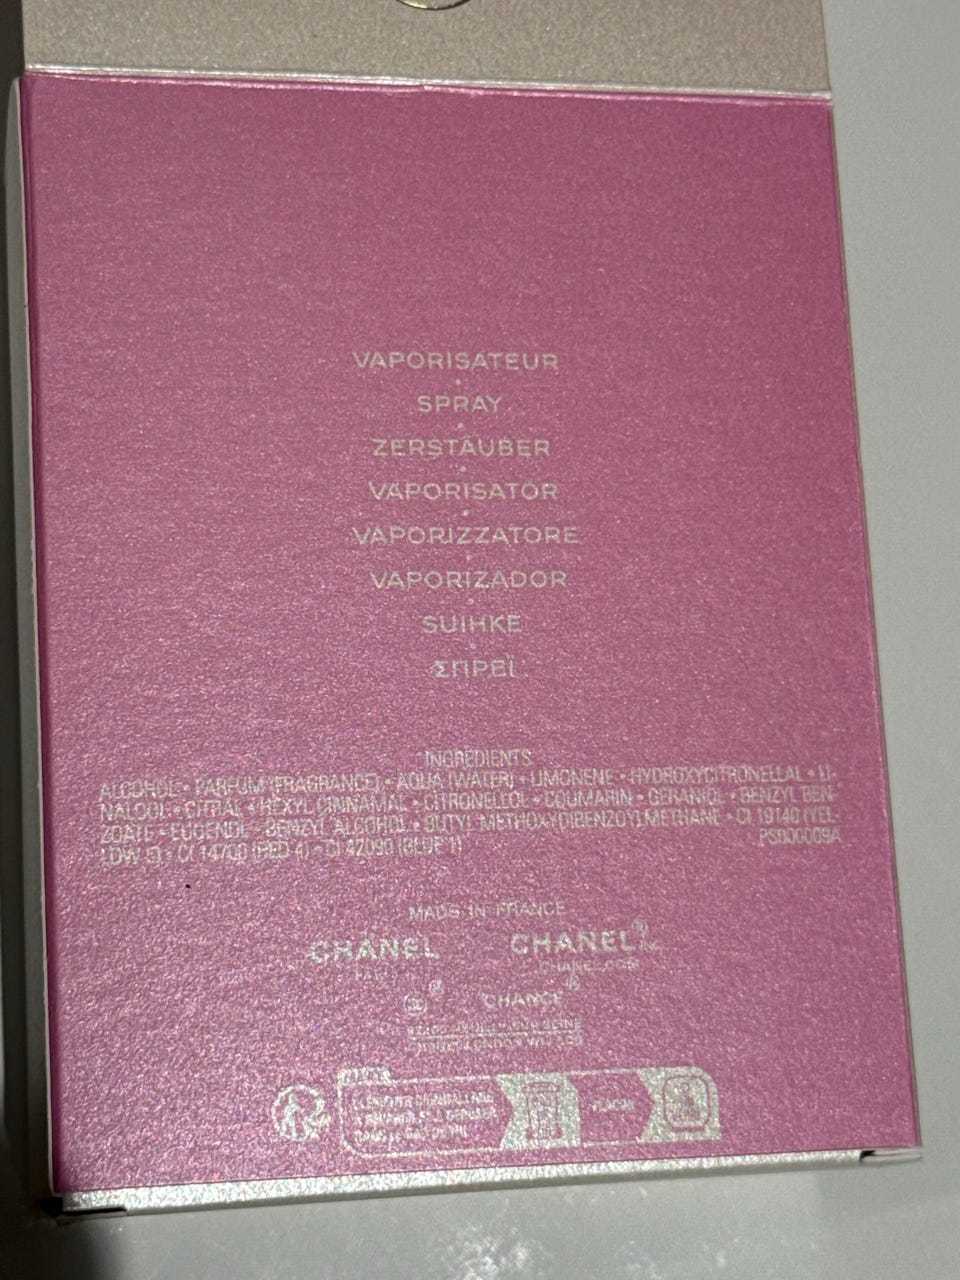 VAPORISATEUR
•
SPRAY
•
ZERSTÄUBER
•
VAPORISATOR
•
VAPORIZZATORE
•
VAPORIZADOR
•
SUIHKE
•
ΣΠΡΕΪ
INGREDIENTS:
ALCOHOL • PARFUM (FRAGRANCE) • AQUA (WATER) • LIMONENE • HYDROXYCITRONELLAL • LI-
NALOOL • CITRAL • HEXYL CINNAMAL • CITRONELLOL • COUMARIN • GERANIOL • BENZYL BEN-
ZOATE • EUGENOL • BENZYL ALCOHOL • BUTYL METHOXYDIBENZOYLMETHANE • CI 19140 (YEL-
LOW 5) • CI 14700 (RED 4) • CI 42090 (BLUE 1)
PS000009A
MADE IN FRANCE
CHANEL CHANEL
CHANCE